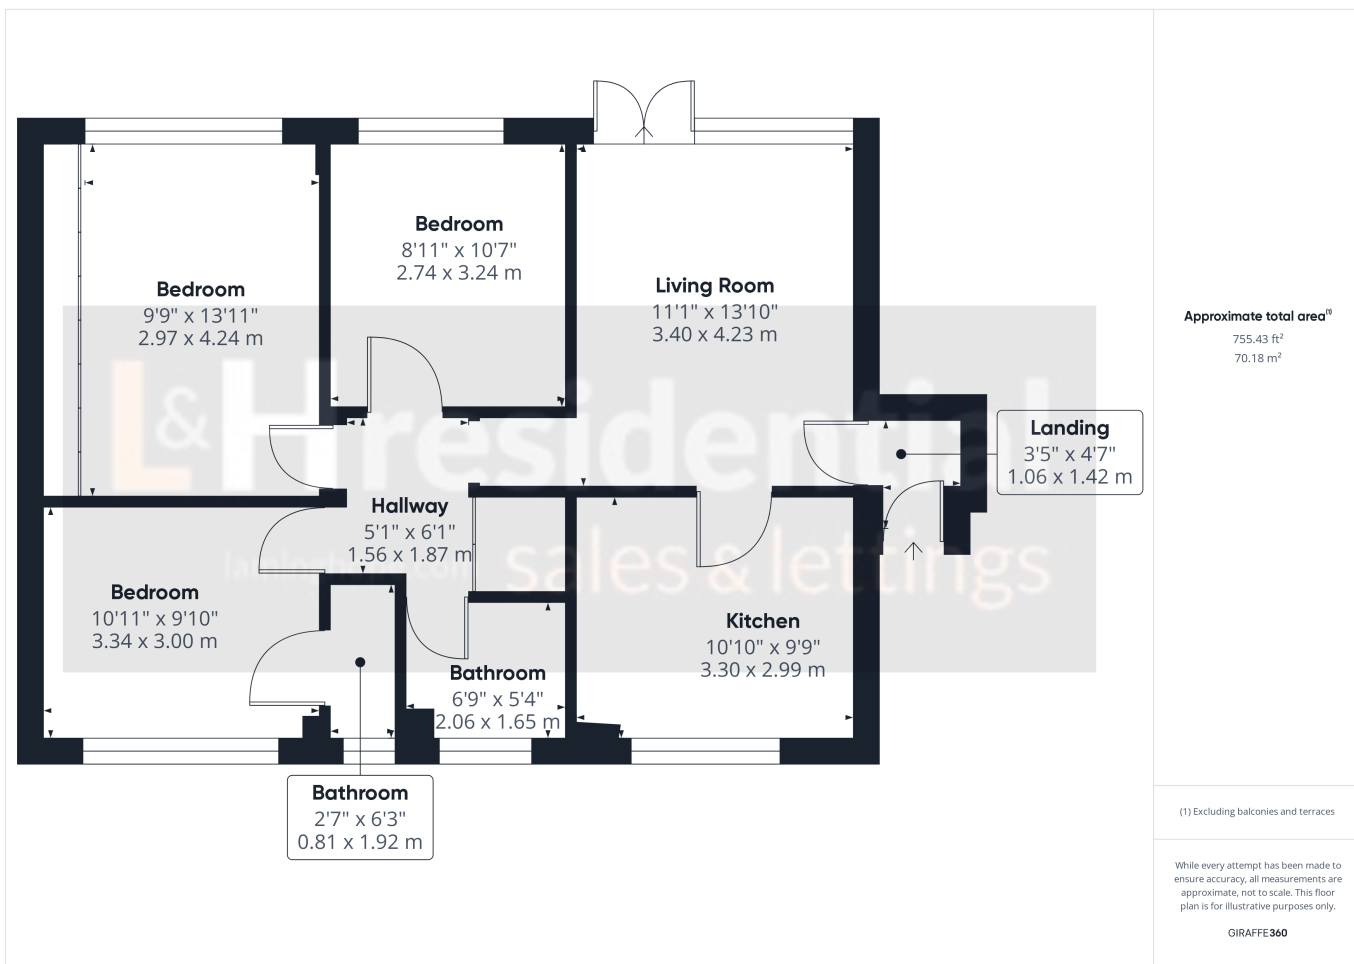 Bedroom
8'11" x 10'7"
2.74 x 3.24 m
Bedroom
9'9" x 13'11"
2.97 x 4.24 m
Living Room
11'1" x 13'10"
3.40 x 4.23 m
Approximate total area(1)
755.43 ft²
70.18 m²
L&H residential
sales & lettings
Landing
3'5" x 4'7"
1.06 x 1.42 m
Hallway
5'1" x 6'1"
1.56 x 1.87 m
Bedroom
10'11" x 9'10"
3.34 x 3.00 m
Kitchen
10'10" x 9'9"
3.30 x 2.99 m
Bathroom
6'9" x 5'4"
2.06 x 1.65 m
Bathroom
2'7" x 6'3"
0.81 x 1.92 m
(1) Excluding balconies and terraces
While every attempt has been made to
ensure accuracy, all measurements are
approximate, not to scale. This floor
plan is for illustrative purposes only.
GIRAFFE360